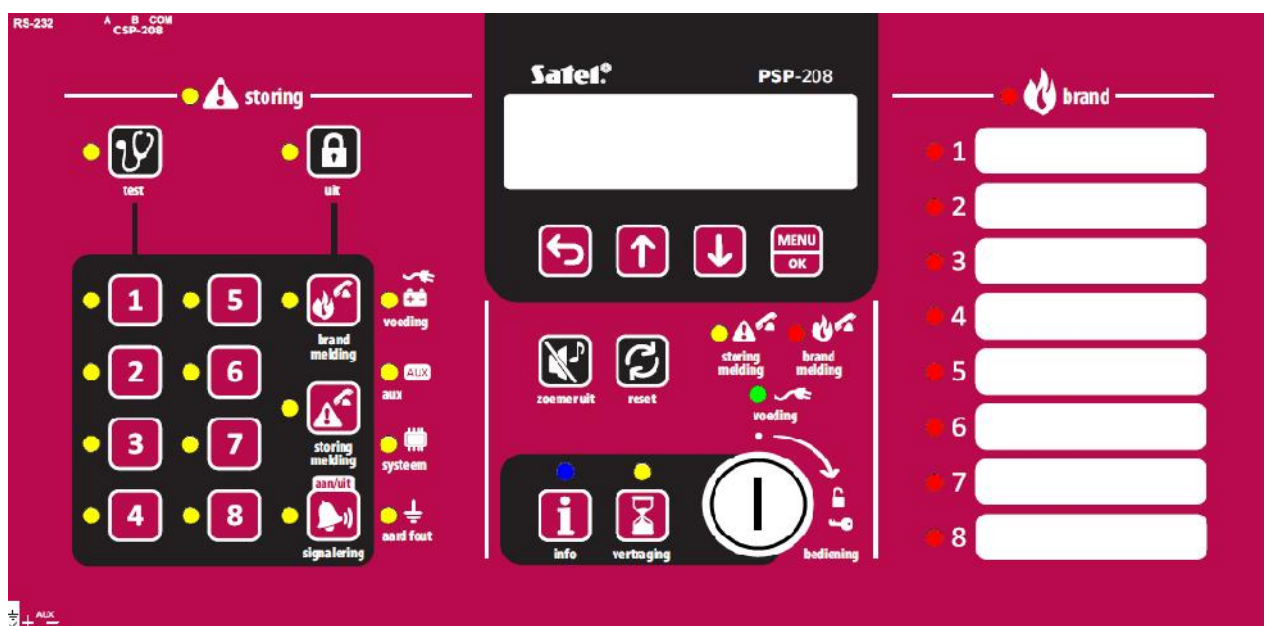 RS-232
A B COM
CSP-208
storing
test
uit
1
5
brand
melding
voeding
2
6
AUX
aux
3
7
storing
melding
systeem
aan/uit
4
8
signalering
aard fout
Satel®
PSP-208
MENU
OK
zoemer uit
reset
storing
melding
brand
melding
voeding
i
info
vertraging
bediening
brand
1
2
3
4
5
6
7
8
AUX
+ -